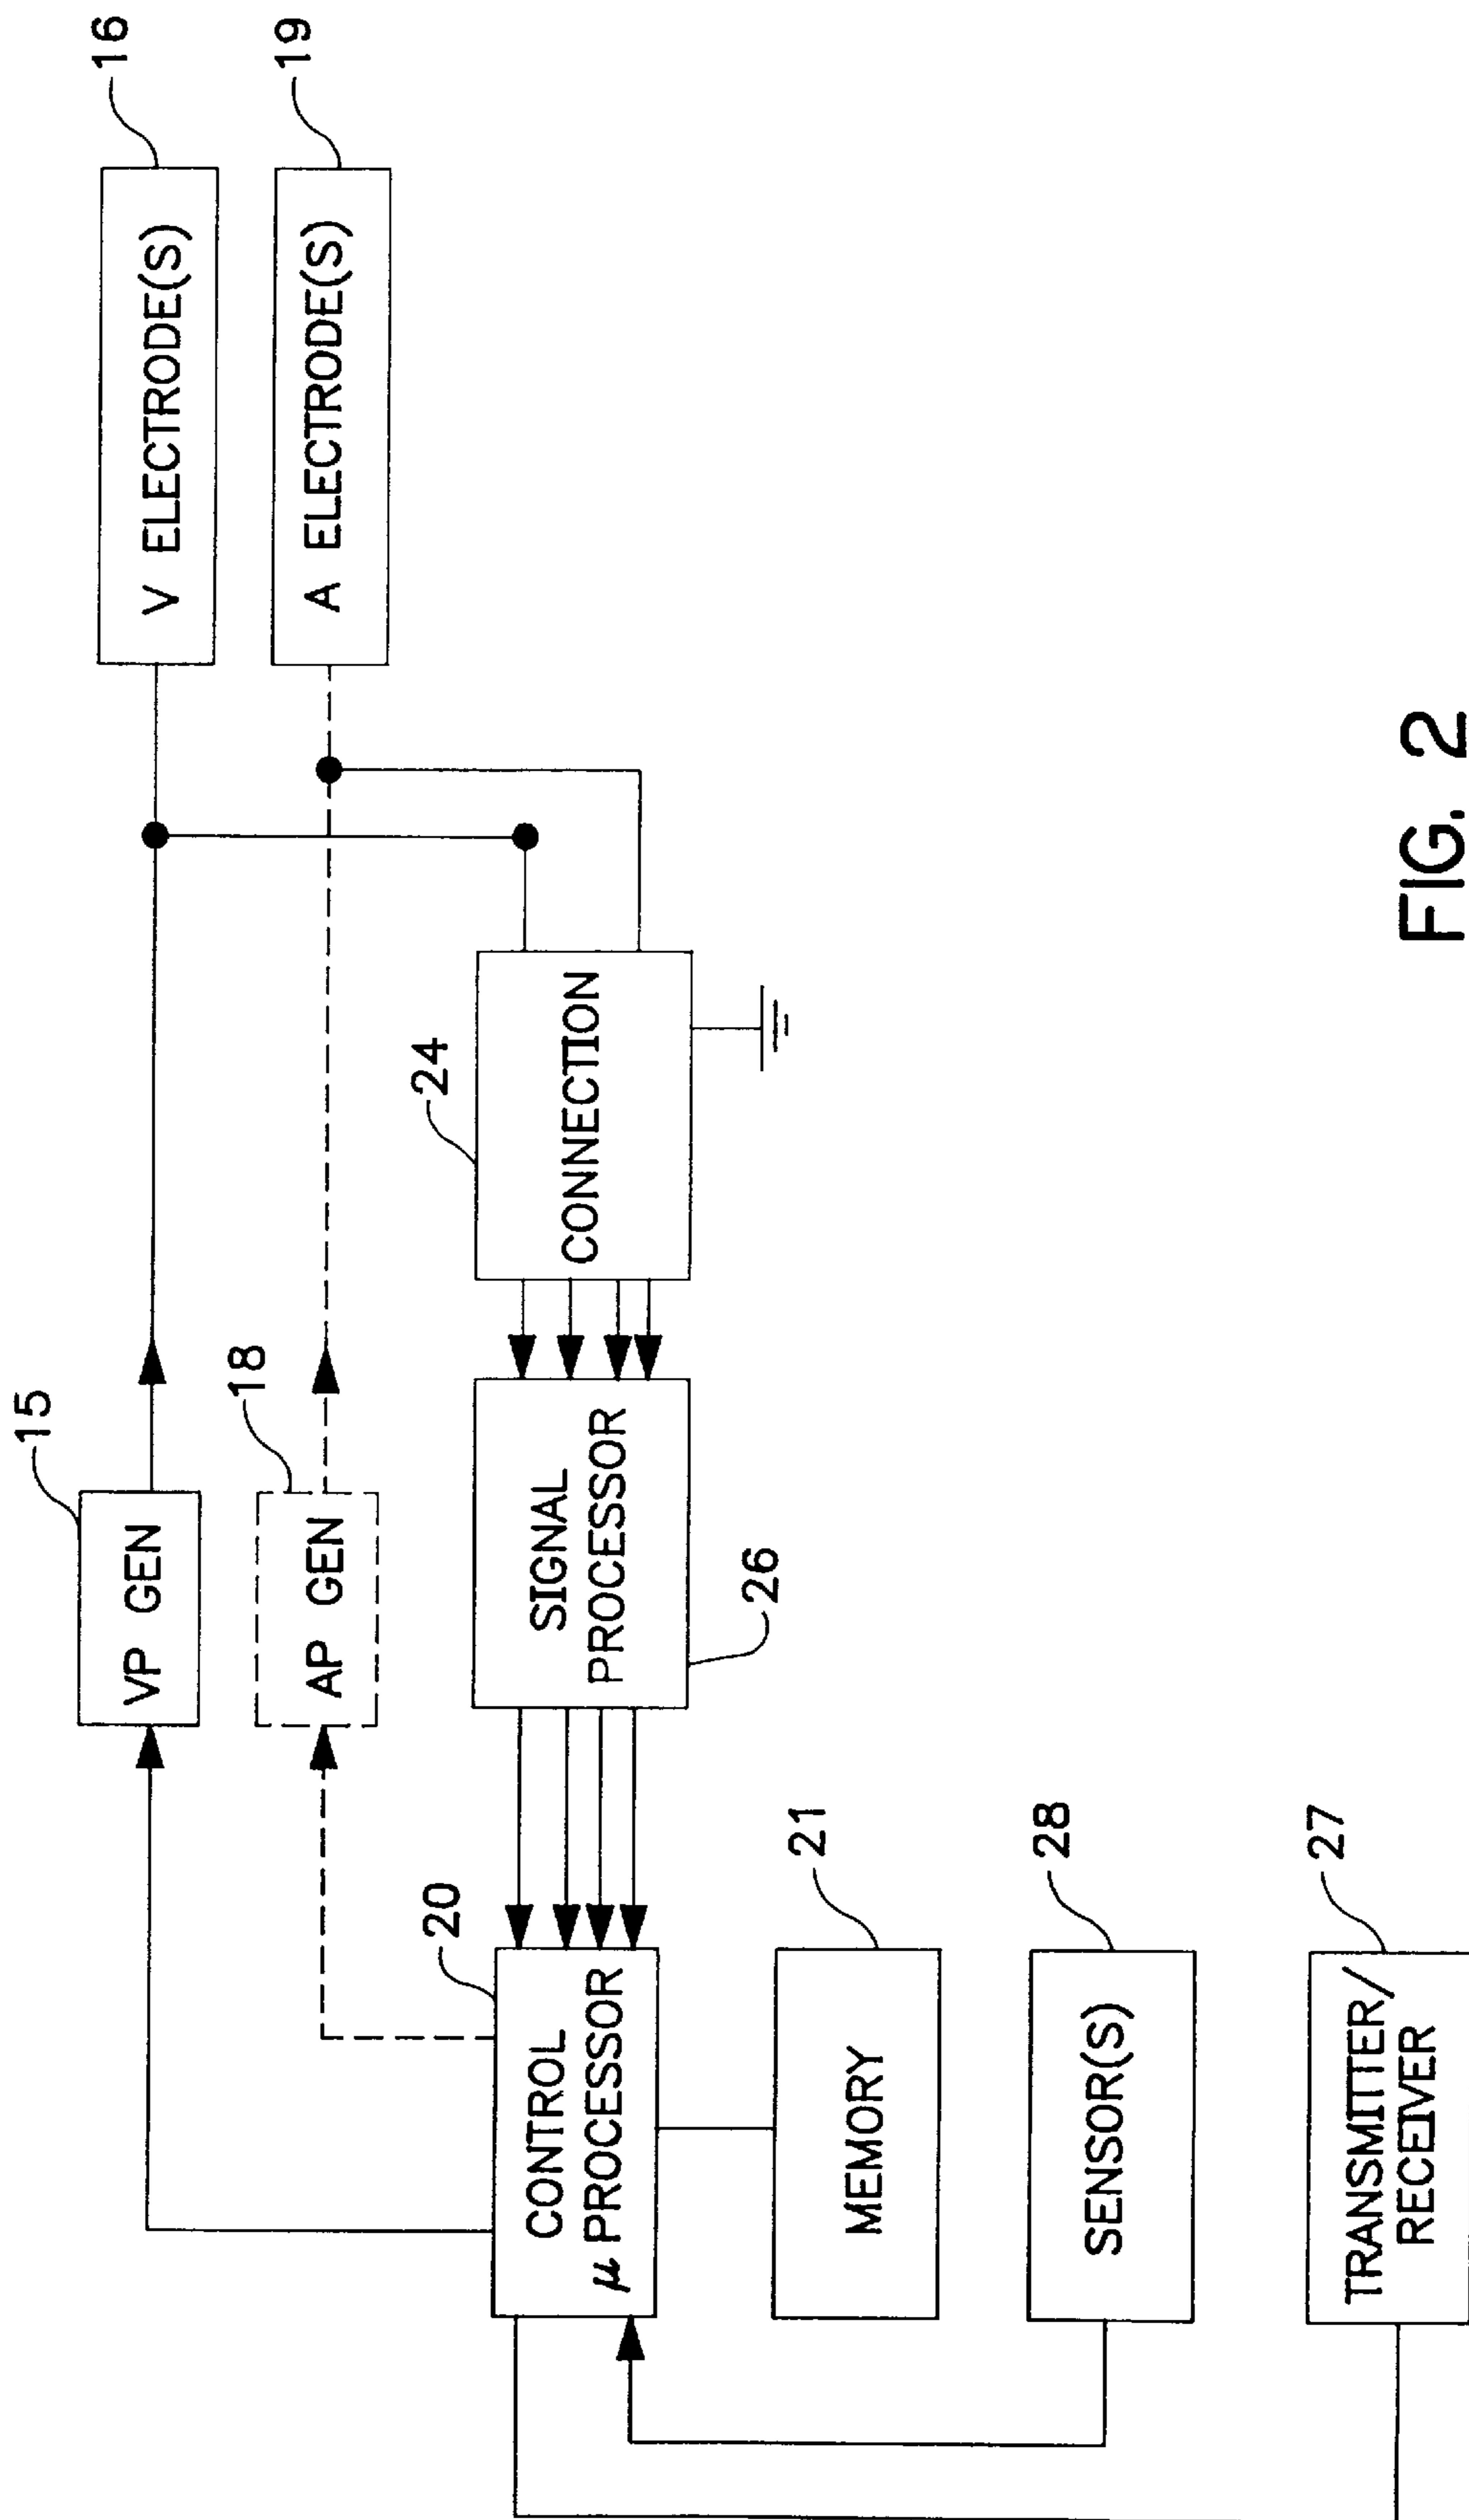 15
VP GEN
V ELECTRODE(S)
16
18
AP GEN
A ELECTRODE(S)
19
20
CONTROL
μ PROCESSOR
SIGNAL
PROCESSOR
26
24
CONNECTION
21
MEMORY
28
SENSOR(S)
27
TRANSMITTER/
RECEIVER
FIG. 2